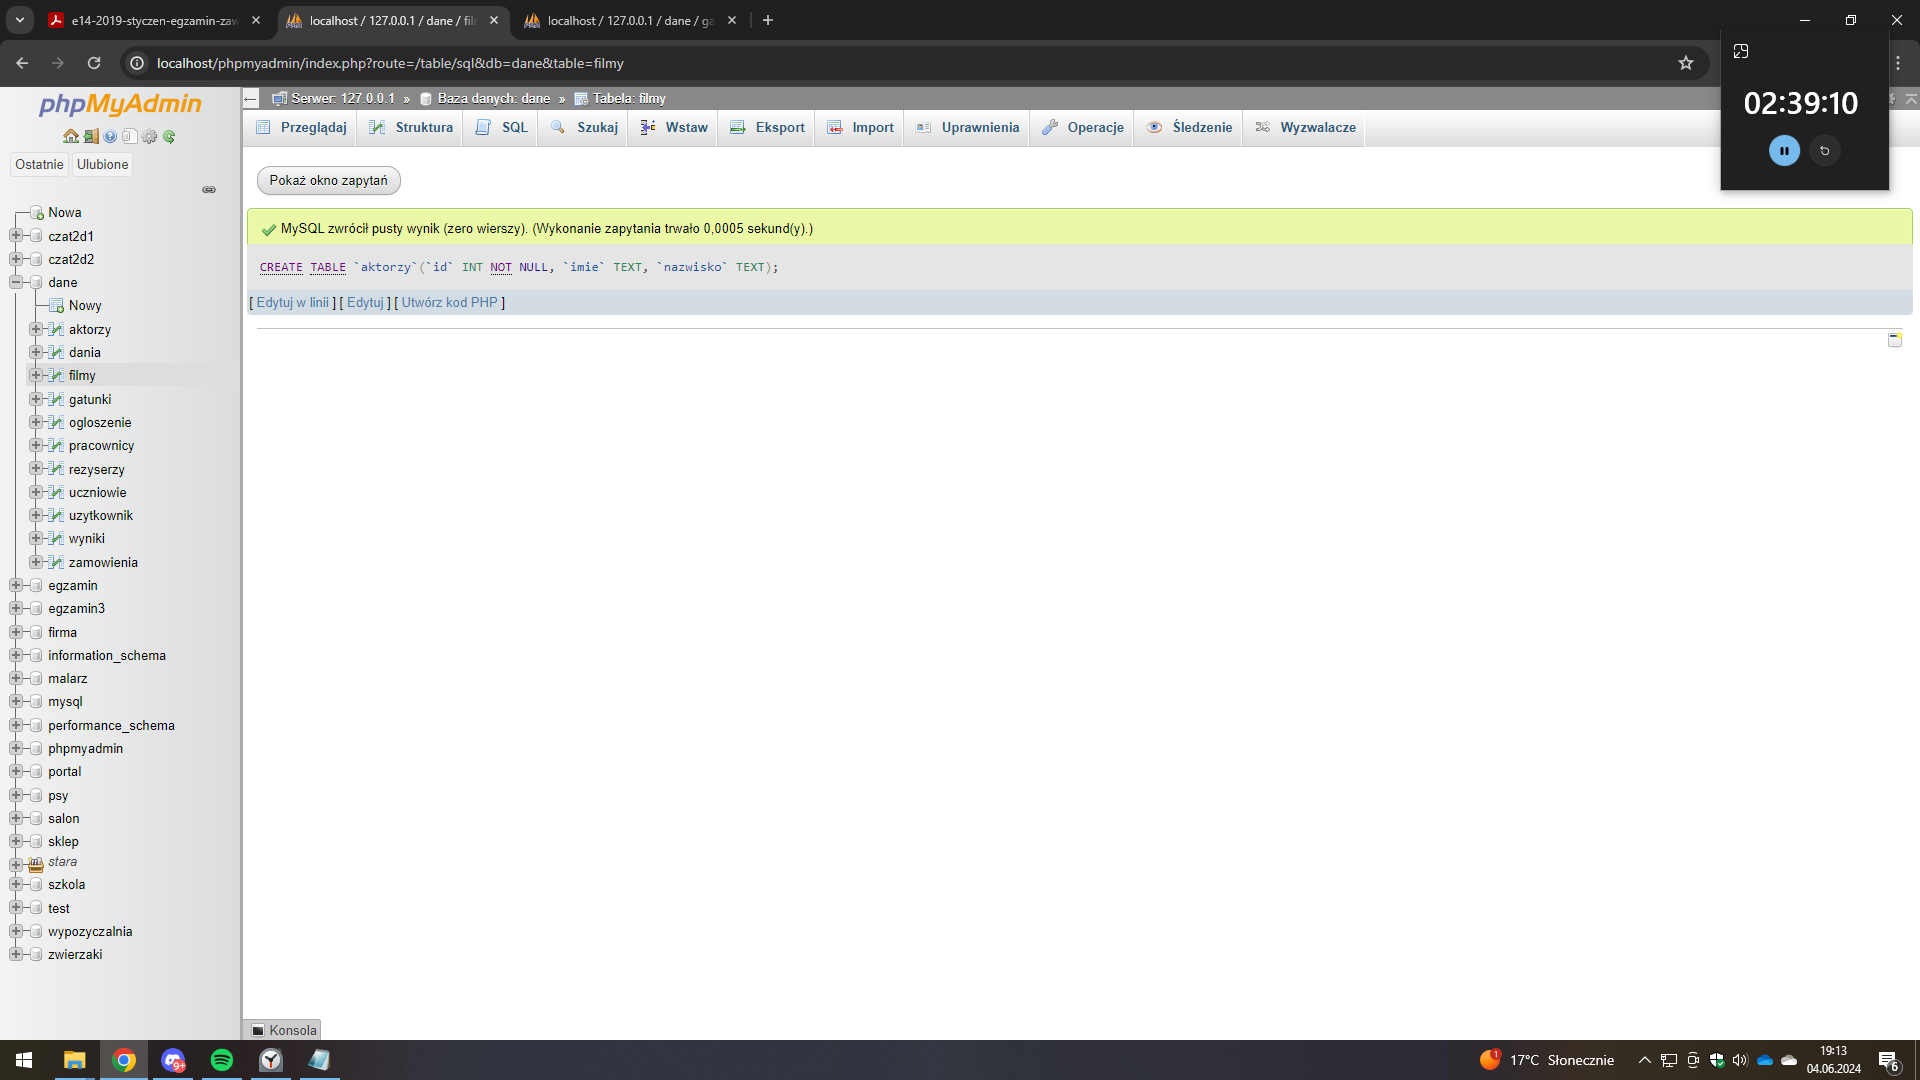 e14-2019-styczen-egzamin-zaw
localhost / 127.0.0.1 / dane / film
localhost / 127.0.0.1 / dane / ga
localhost/phpmyadmin/index.php?route=/table/sql&db=dane&table=filmy
02:39:10
phpMyAdmin
Ostatnie
Ulubione
Nowa
czat2d1
czat2d2
dane
Nowy
aktorzy
dania
filmy
gatunki
ogloszenie
pracownicy
rezyserzy
uczniowie
uzytkownik
wyniki
zamowienia
egzamin
egzamin3
firma
information_schema
malarz
mysql
performance_schema
phpmyadmin
portal
psy
salon
sklep
stara
szkola
test
wypozyczalnia
zwierzaki
Serwer: 127.0.0.1 » Baza danych: dane » Tabela: filmy
Przeglądaj Struktura SQL Szukaj Wstaw Eksport Import Uprawnienia Operacje Śledzenie Wyzwalacze
Pokaż okno zapytań
MySQL zwrócił pusty wynik (zero wierszy). (Wykonanie zapytania trwało 0,0005 sekund(y).)
CREATE TABLE `aktorzy`(`id` INT NOT NULL, `imie` TEXT, `nazwisko` TEXT);
[ Edytuj w linii ] [ Edytuj ] [ Utwórz kod PHP ]
Konsola
9+
1
17°C Słonecznie
19:13
04.06.2024
6